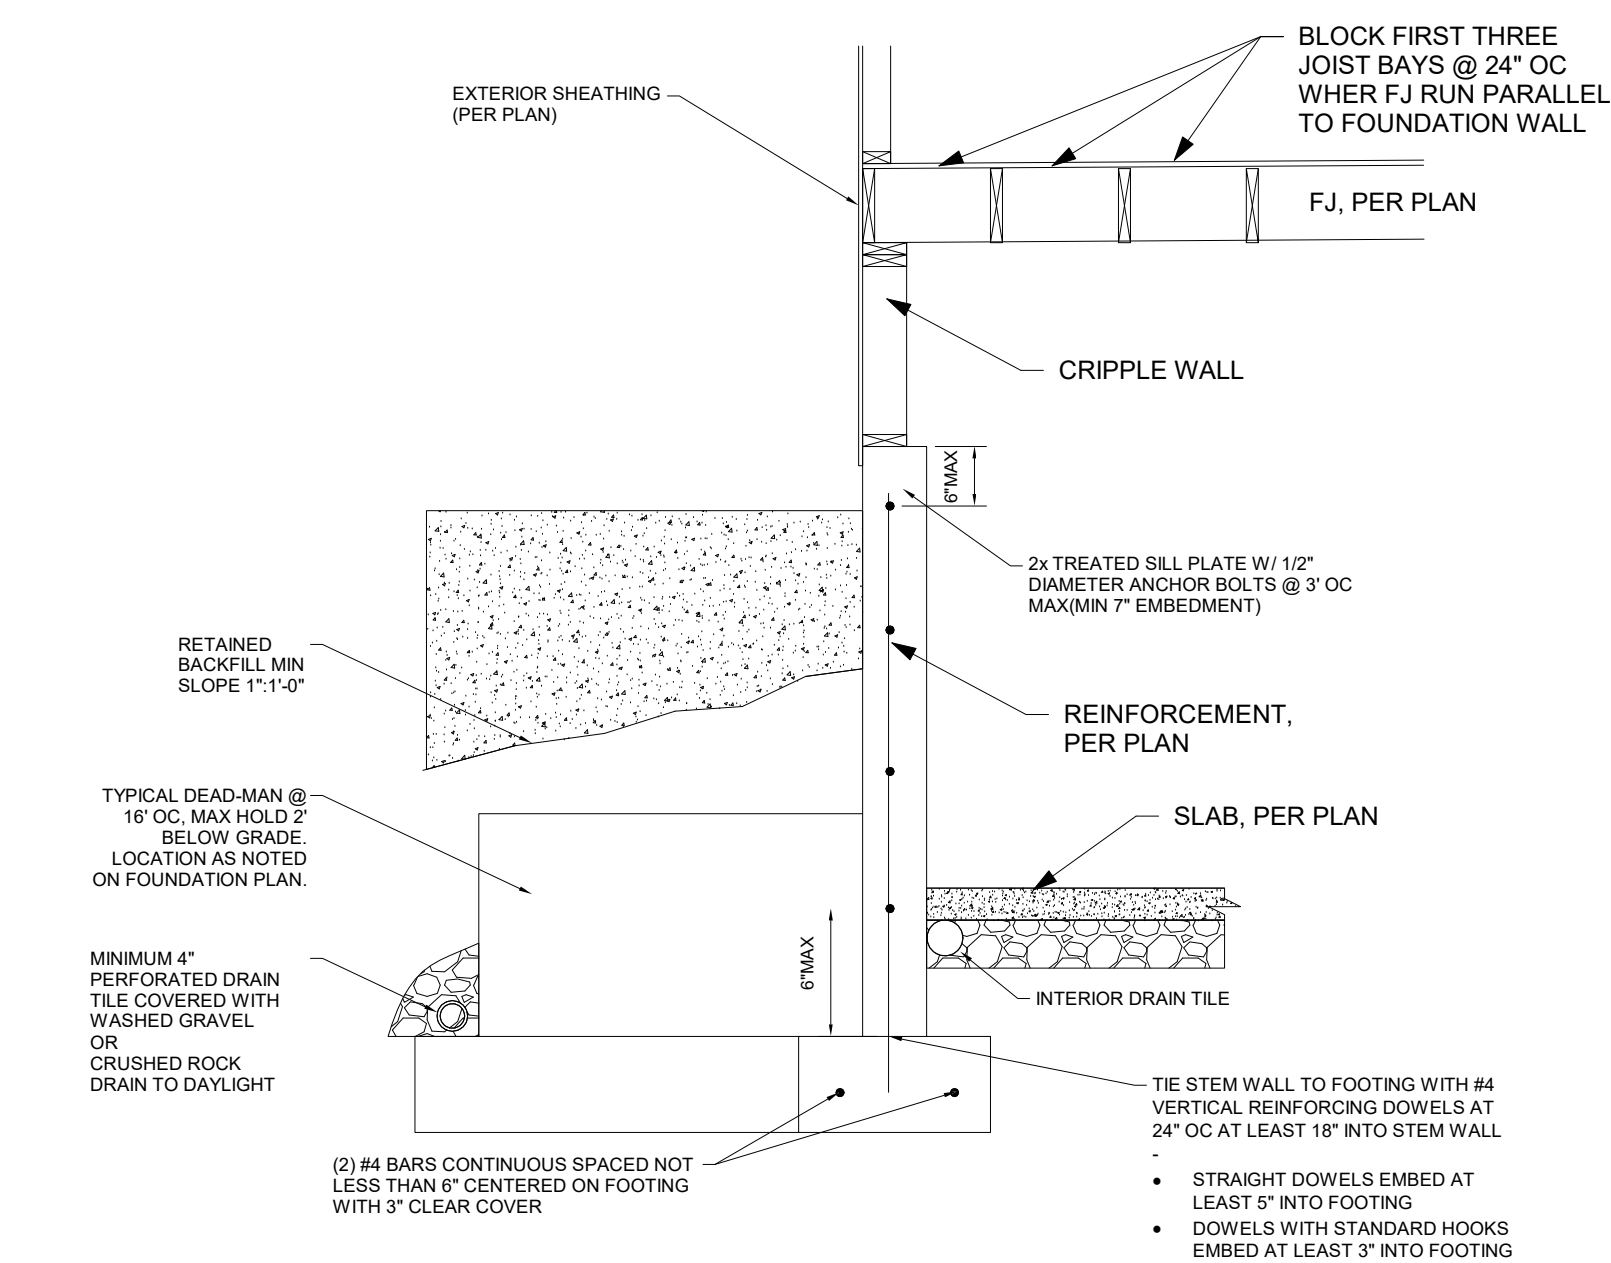 BLOCK FIRST THREE
JOIST BAYS @ 24" OC
WHER FJ RUN PARALLEL
TO FOUNDATION WALL
EXTERIOR SHEATHING
(PER PLAN)
FJ, PER PLAN
CRIPPLE WALL
6"MAX
2x TREATED SILL PLATE W/ 1/2"
DIAMETER ANCHOR BOLTS @ 3' OC
MAX(MIN 7" EMBEDMENT)
RETAINED
BACKFILL MIN
SLOPE 1":1'-0"
REINFORCEMENT,
PER PLAN
TYPICAL DEAD-MAN @
16' OC, MAX HOLD 2'
BELOW GRADE.
LOCATION AS NOTED
ON FOUNDATION PLAN.
SLAB, PER PLAN
MINIMUM 4"
PERFORATED DRAIN
TILE COVERED WITH
WASHED GRAVEL
OR
CRUSHED ROCK
DRAIN TO DAYLIGHT
6"MAX
INTERIOR DRAIN TILE
(2) #4 BARS CONTINUOUS SPACED NOT
LESS THAN 6" CENTERED ON FOOTING
WITH 3" CLEAR COVER
TIE STEM WALL TO FOOTING WITH #4
VERTICAL REINFORCING DOWELS AT
24" OC AT LEAST 18" INTO STEM WALL
-
• STRAIGHT DOWELS EMBED AT
LEAST 5" INTO FOOTING
• DOWELS WITH STANDARD HOOKS
EMBED AT LEAST 3" INTO FOOTING